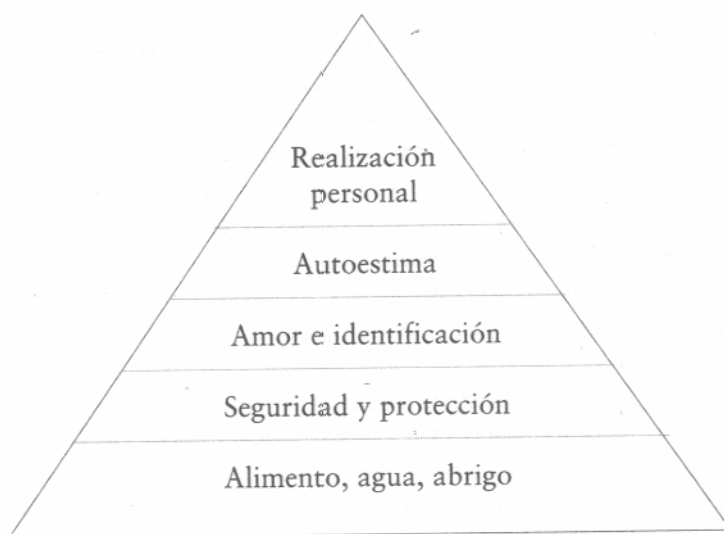 Realización
personal
Autoestima
Amor e identificación
Seguridad y protección
Alimento, agua, abrigo